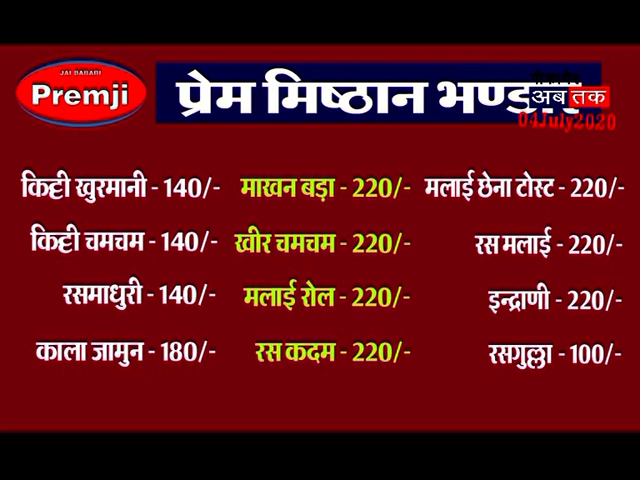 JAI BABARI
Premji
प्रेम मिष्ठान भण्डार
अब तक
04July2020
किट्टी खुरमानी - 140/- माखन बड़ा - 220/- मलाई छेना टोस्ट - 220/-
किट्टी चमचम - 140/- खीर चमचम - 220/- रस मलाई - 220/-
रसमाधुरी - 140/- मलाई रोल - 220/- इन्द्राणी - 220/-
काला जामुन - 180/- रस कदम - 220/- रसगुल्ला - 100/-